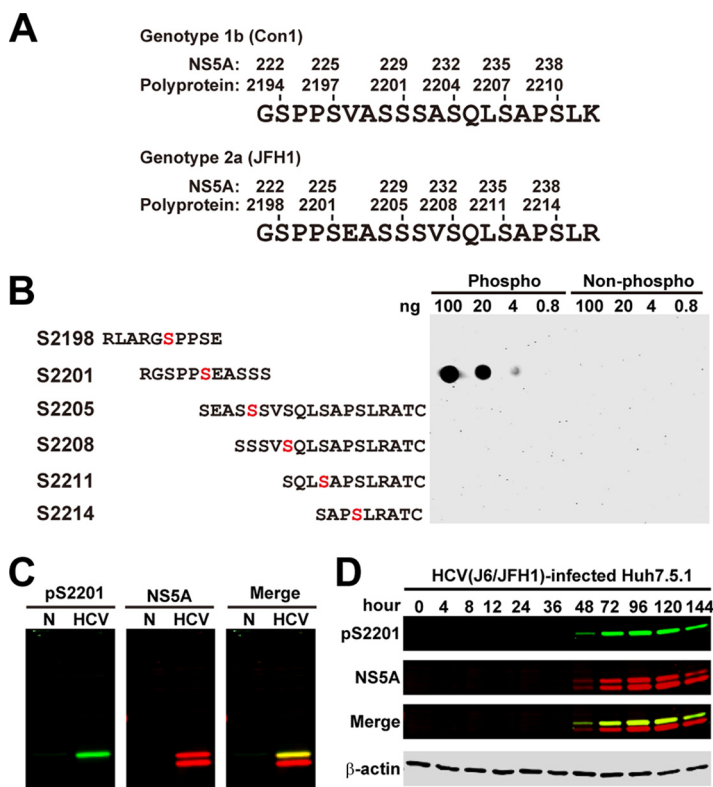 A
Genotype 1b (Con1)
NS5A: 222 225 229 232 235 238
Polyprotein: 2194 2197 2201 2204 2207 2210
GSPPSVASSSASQLSAPSLK
Genotype 2a (JFH1)
NS5A: 222 225 229 232 235 238
Polyprotein: 2198 2201 2205 2208 2211 2214
GSPPSEASSSVSQLSAPSLR
B
Phospho Non-phospho
ng 100 20 4 0.8 100 20 4 0.8
S2198 RLARGSPPSE
S2201 RGSPPSEASSS
S2205 SEASSSVSQLSAPSLRATC
S2208 SSSVSQLSAPSLRATC
S2211 SQLSAPSLRATC
S2214 SAPSLRATC
C
pS2201 NS5A Merge
N HCV N HCV N HCV
D
HCV(J6/JFH1)-infected Huh7.5.1
hour 0 4 8 12 24 36 48 72 96 120 144
pS2201
NS5A
Merge
β-actin